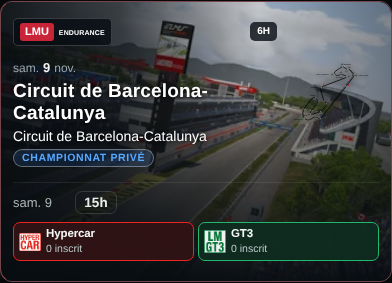 LMU ENDURANCE
6H
sam. 9 nov.
Circuit de Barcelona-
Catalunya
Circuit de Barcelona-Catalunya
CHAMPIONNAT PRIVÉ
sam. 9 15h
HYPER
CAR
Hypercar
0 inscrit
LM
GT3
GT3
0 inscrit